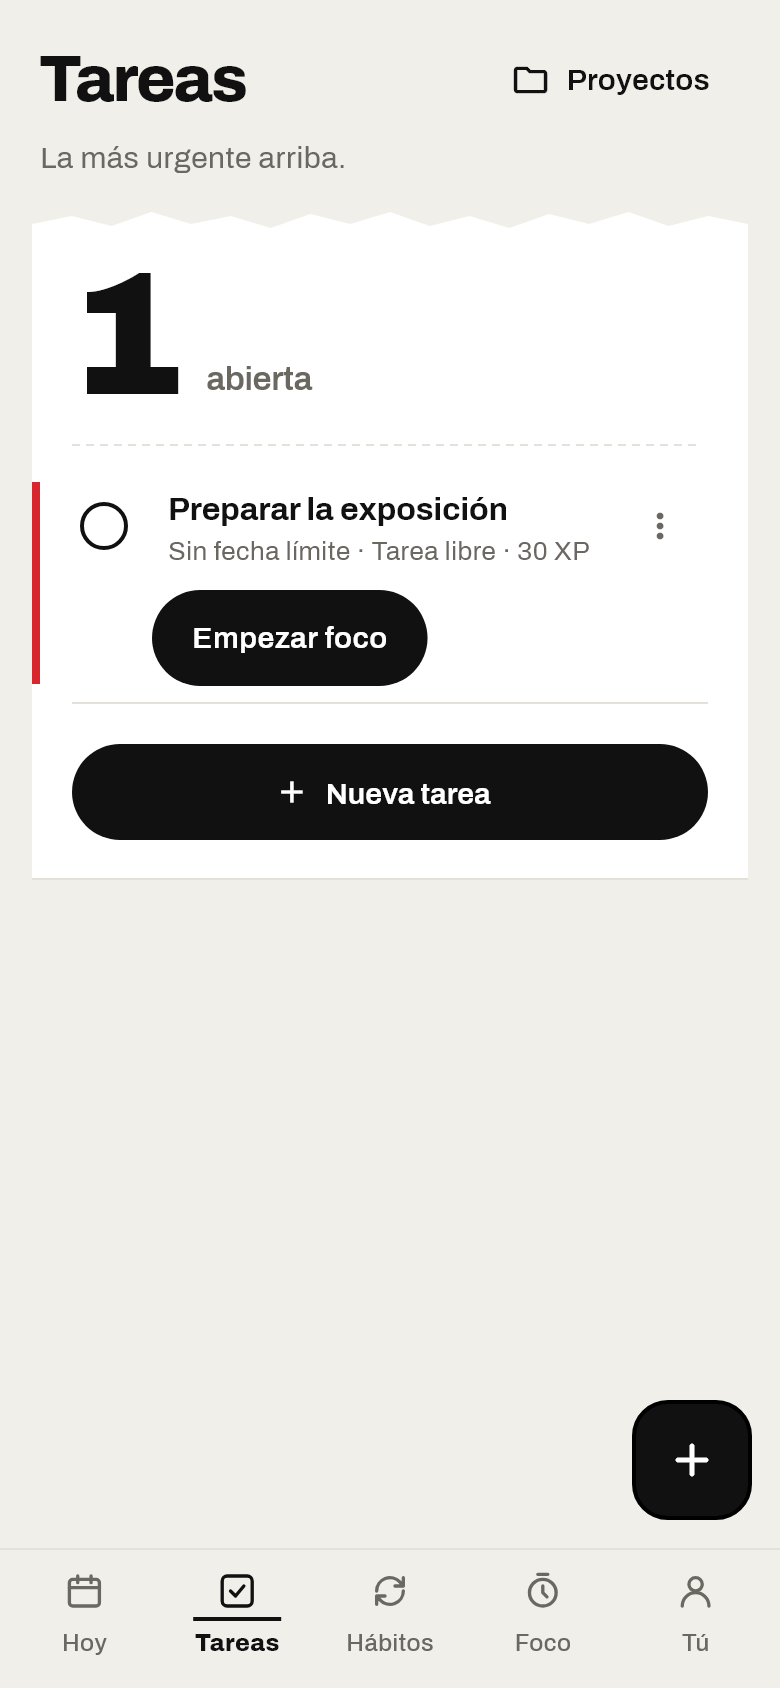 Tareas
Proyectos
La más urgente arriba.
1 abierta
Preparar la exposición
Sin fecha límite · Tarea libre · 30 XP
Empezar foco
+ Nueva tarea
Hoy
Tareas
Hábitos
Foco
Tú